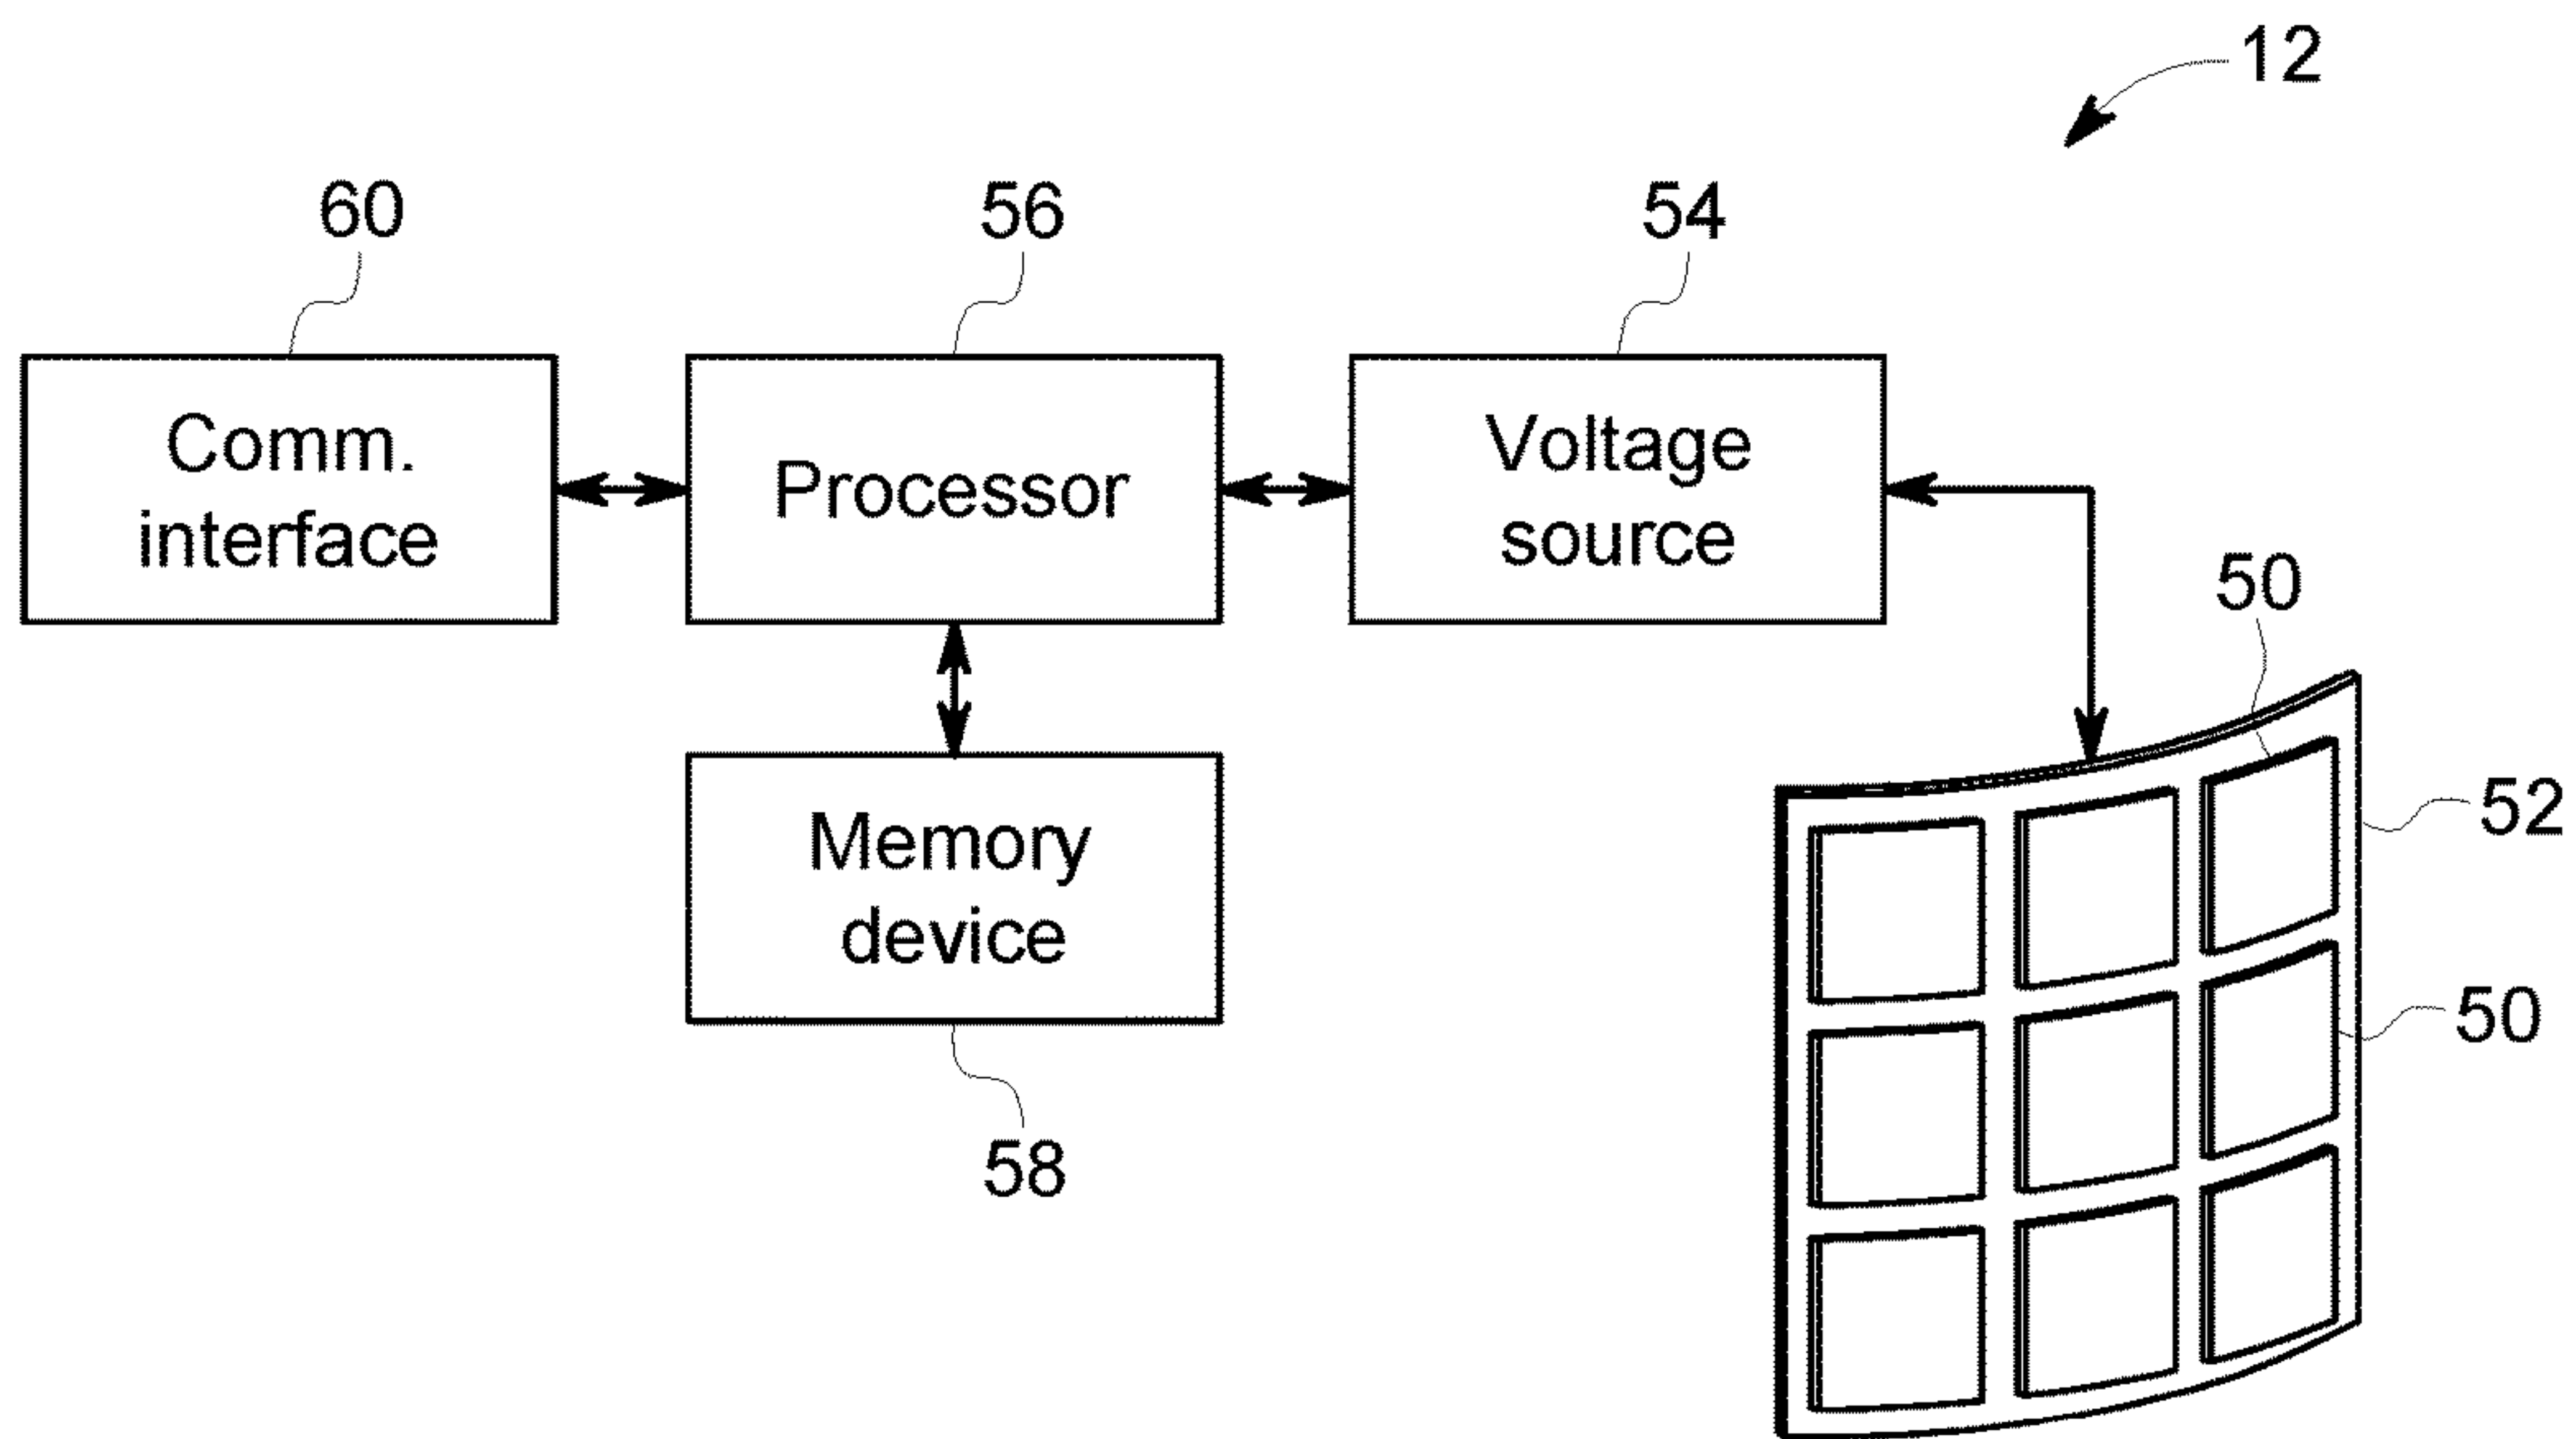 12
60
56
54
Comm.
interface
Processor
Voltage
source
50
52
Memory
device
50
58